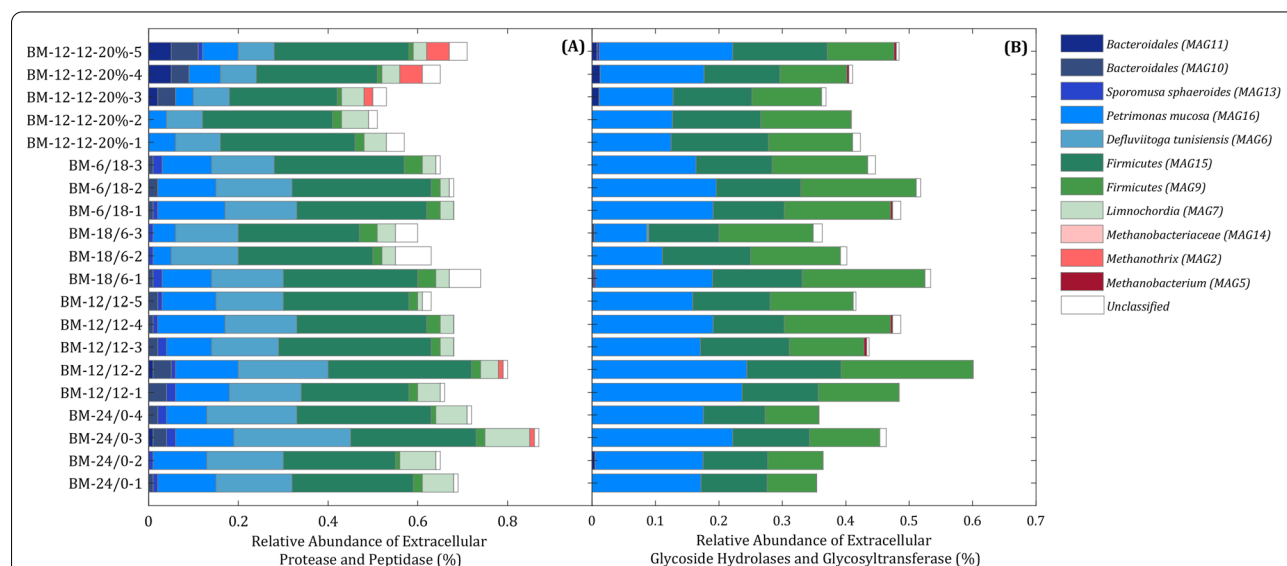 (A)
BM-12-12-20%-5
BM-12-12-20%-4
BM-12-12-20%-3
BM-12-12-20%-2
BM-12-12-20%-1
BM-6/18-3
BM-6/18-2
BM-6/18-1
BM-18/6-3
BM-18/6-2
BM-18/6-1
BM-12/12-5
BM-12/12-4
BM-12/12-3
BM-12/12-2
BM-12/12-1
BM-24/0-4
BM-24/0-3
BM-24/0-2
BM-24/0-1
0 0.2 0.4 0.6 0.8
Relative Abundance of Extracellular
Protease and Peptidase (%)
(B)
0 0.1 0.2 0.3 0.4 0.5 0.6 0.7
Relative Abundance of Extracellular
Glycoside Hydrolases and Glycosyltransferase (%)
Bacteroidales (MAG11)
Bacteroidales (MAG10)
Sporomusa sphaeroides (MAG13)
Petrimonas mucosa (MAG16)
Defluviitoga tunisiensis (MAG6)
Firmicutes (MAG15)
Firmicutes (MAG9)
Limnochordia (MAG7)
Methanobacteriaceae (MAG14)
Methanothrix (MAG2)
Methanobacterium (MAG5)
Unclassified